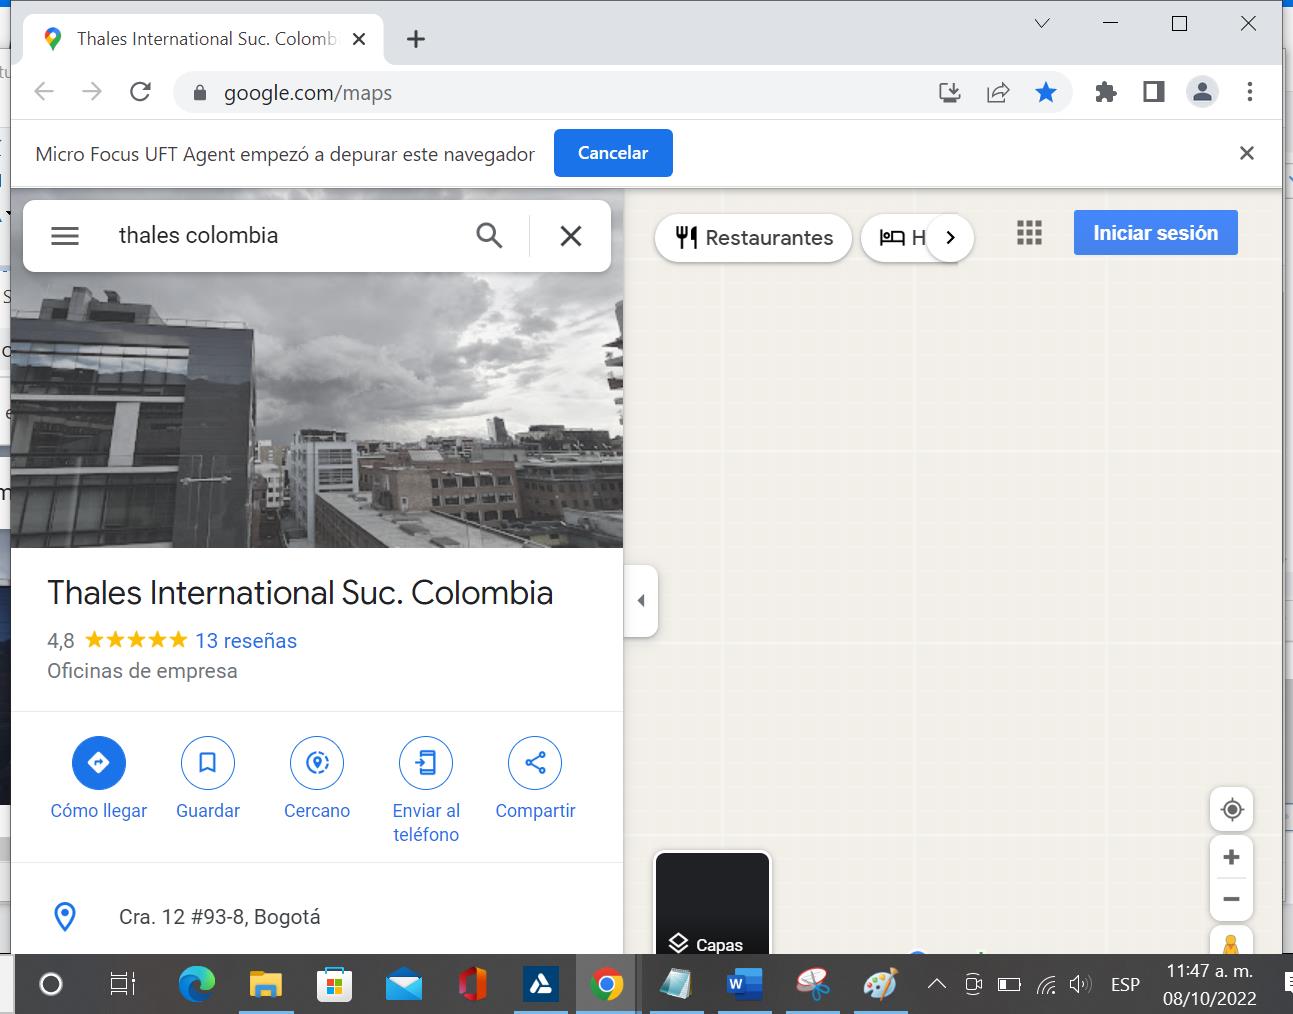 Thales International Suc. Colomb
google.com/maps
Micro Focus UFT Agent empezó a depurar este navegador
Cancelar
thales colombia
Restaurantes
H
Iniciar sesión
Thales International Suc. Colombia
4,8
13 reseñas
Oficinas de empresa
Cómo llegar
Guardar
Cercano
Enviar al
teléfono
Compartir
Cra. 12 #93-8, Bogotá
Capas
ESP
11:47 a. m.
08/10/2022